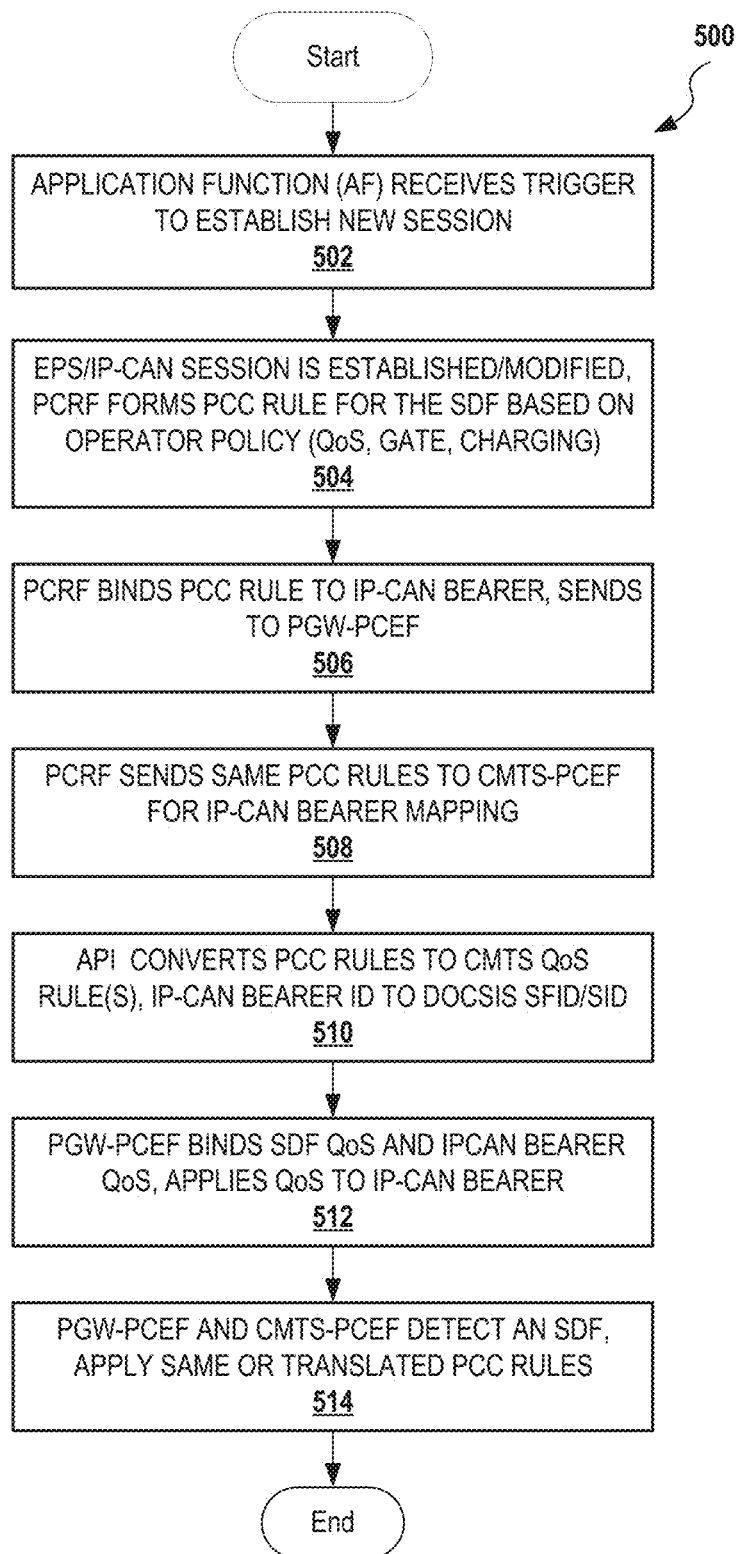 Start
500
APPLICATION FUNCTION (AF) RECEIVES TRIGGER
TO ESTABLISH NEW SESSION
502
EPS/IP-CAN SESSION IS ESTABLISHED/MODIFIED,
PCRF FORMS PCC RULE FOR THE SDF BASED ON
OPERATOR POLICY (QoS, GATE, CHARGING)
504
PCRF BINDS PCC RULE TO IP-CAN BEARER, SENDS
TO PGW-PCEF
506
PCRF SENDS SAME PCC RULES TO CMTS-PCEF
FOR IP-CAN BEARER MAPPING
508
API CONVERTS PCC RULES TO CMTS QoS
RULE(S), IP-CAN BEARER ID TO DOCSIS SFID/SID
510
PGW-PCEF BINDS SDF QoS AND IPCAN BEARER
QoS, APPLIES QoS TO IP-CAN BEARER
512
PGW-PCEF AND CMTS-PCEF DETECT AN SDF,
APPLY SAME OR TRANSLATED PCC RULES
514
End